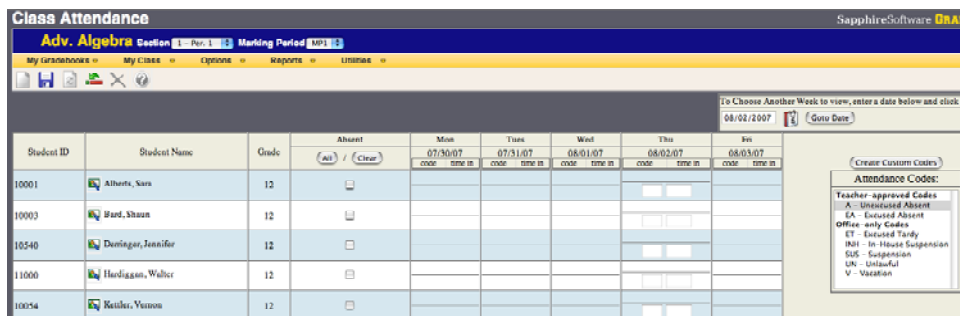 Class Attendance
SapphireSoftware GRA
Adv. Algebra Section 1 - Per. 1 Marking Period MP1
My Gradebooks My Class Options Reports Utilities
To Choose Another Week to view, enter a date below and click
08/02/2007 Goto Date
Student ID Student Name Grade Absent Mon Tues Wed Thu Fri
All / Clear 07/30/07 07/31/07 08/01/07 08/02/07 08/03/07
code time in code time in code time in code time in code time in
10001 Alberts, Sara 12
10003 Bard, Shaun 12
10540 Derringer, Jennifer 12
11000 Hardiggan, Walter 12
10054 Kettler, Vernon 12
Create Custom Codes
Attendance Codes:
Teacher-approved Codes
A - Unexcused Absent
EA - Excused Absent
Office-only Codes
ET - Excused Tardy
INH - In-House Suspension
SUS - Suspension
UN - Unlawful
V - Vacation